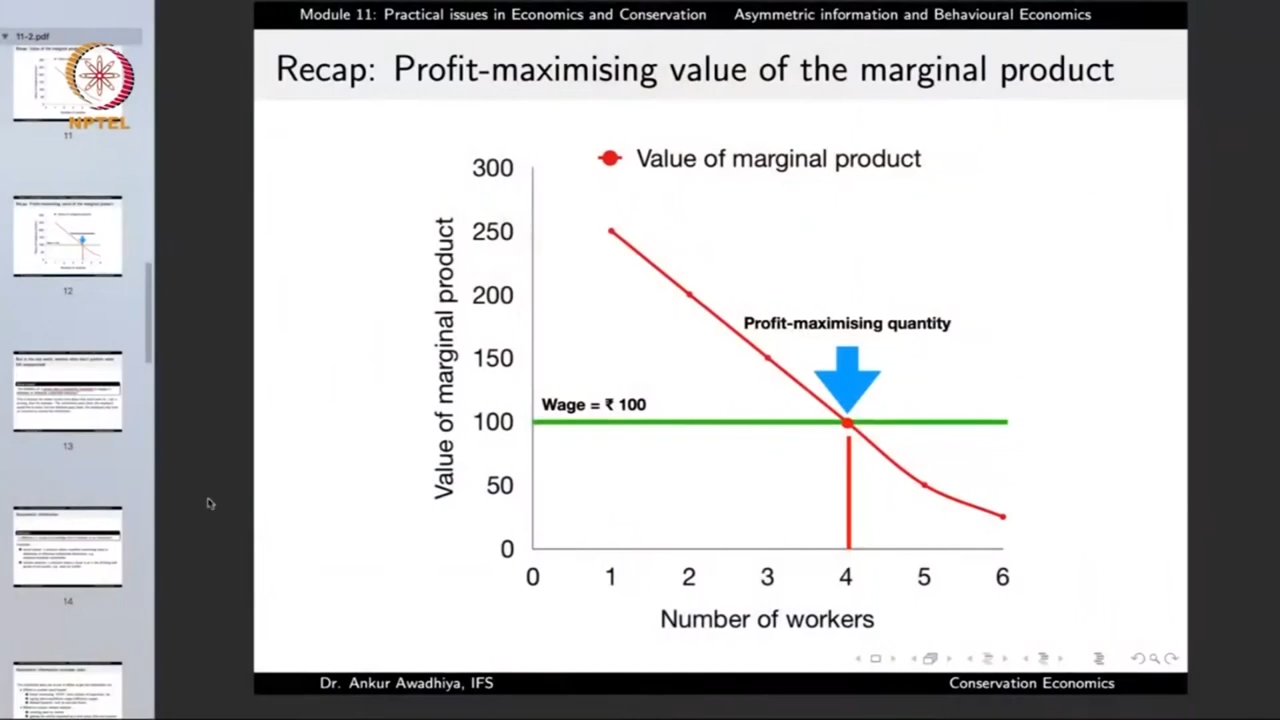 Module 11: Practical issues in Economics and Conservation Asymmetric information and Behavioural Economics
11-2.pdf
NPTEL
11
12
13
14
Recap: Profit-maximising value of the marginal product
Value of marginal product
300
250
200
150
100
50
0
Value of marginal product
Profit-maximising quantity
Wage = ₹ 100
0 1 2 3 4 5 6
Number of workers
Dr. Ankur Awadhiya, IFS Conservation Economics